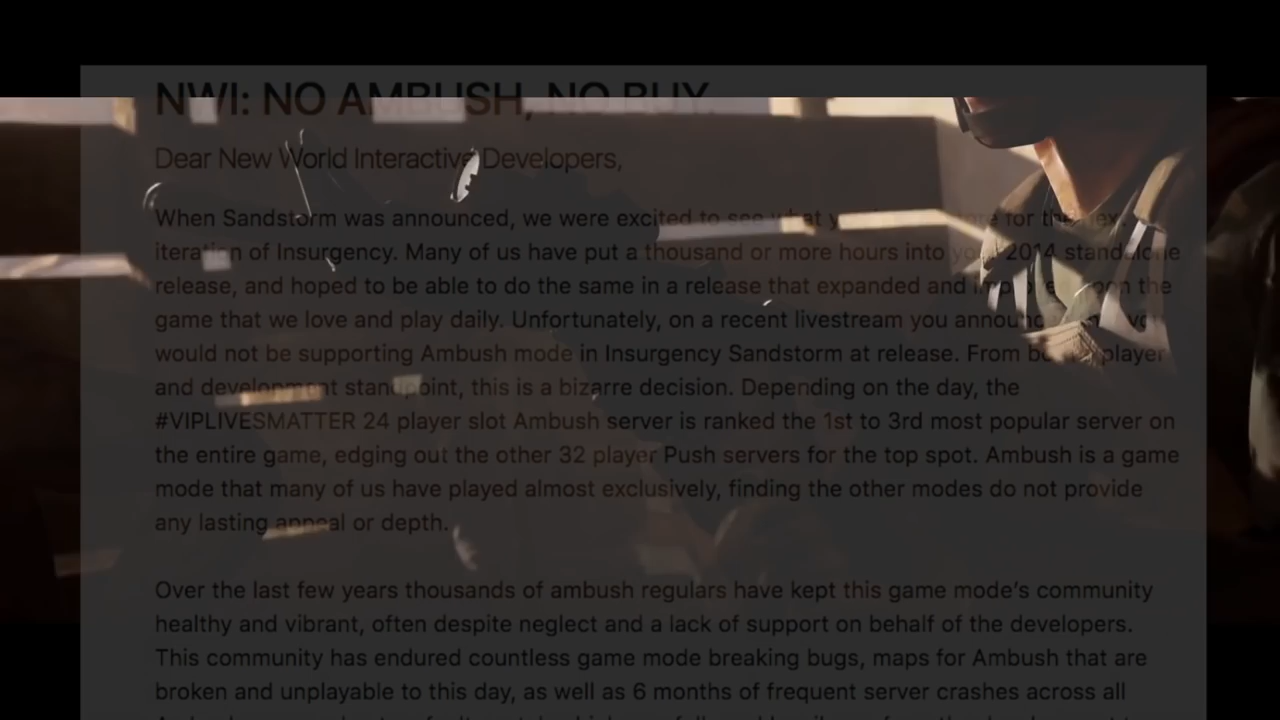 NWI: NO AMBUSH, NO BUY.
Dear New World Interactive Developers,
When Sandstorm was announced, we were excited to see what for the
iteration of Insurgency. Many of us have put a thousand or more hours into your 2014 standalone
release, and hoped to be able to do the same in a release that expanded and improved upon the
game that we love and play daily. Unfortunately, on a recent livestream you announced you
would not be supporting Ambush mode in Insurgency Sandstorm at release. From both player
and development standpoint, this is a bizarre decision. Depending on the day, the
#VIPLIVESMATTER 24 player slot Ambush server is ranked the 1st to 3rd most popular server on
the entire game, edging out the other 32 player Push servers for the top spot. Ambush is a game
mode that many of us have played almost exclusively, finding the other modes do not provide
any lasting appeal or depth.
Over the last few years thousands of ambush regulars have kept this game mode’s community
healthy and vibrant, often despite neglect and a lack of support on behalf of the developers.
This community has endured countless game mode breaking bugs, maps for Ambush that are
broken and unplayable to this day, as well as 6 months of frequent server crashes across all